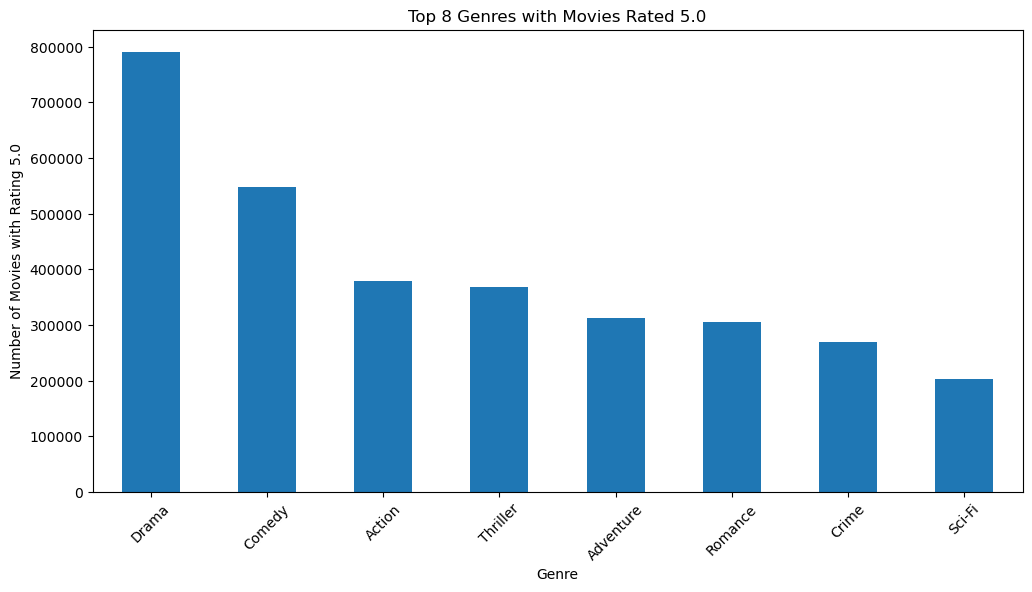 Top 8 Genres with Movies Rated 5.0
Number of Movies with Rating 5.0
800000
700000
600000
500000
400000
300000
200000
100000
0
Drama
Comedy
Action
Thriller
Adventure
Romance
Crime
Sci-Fi
Genre